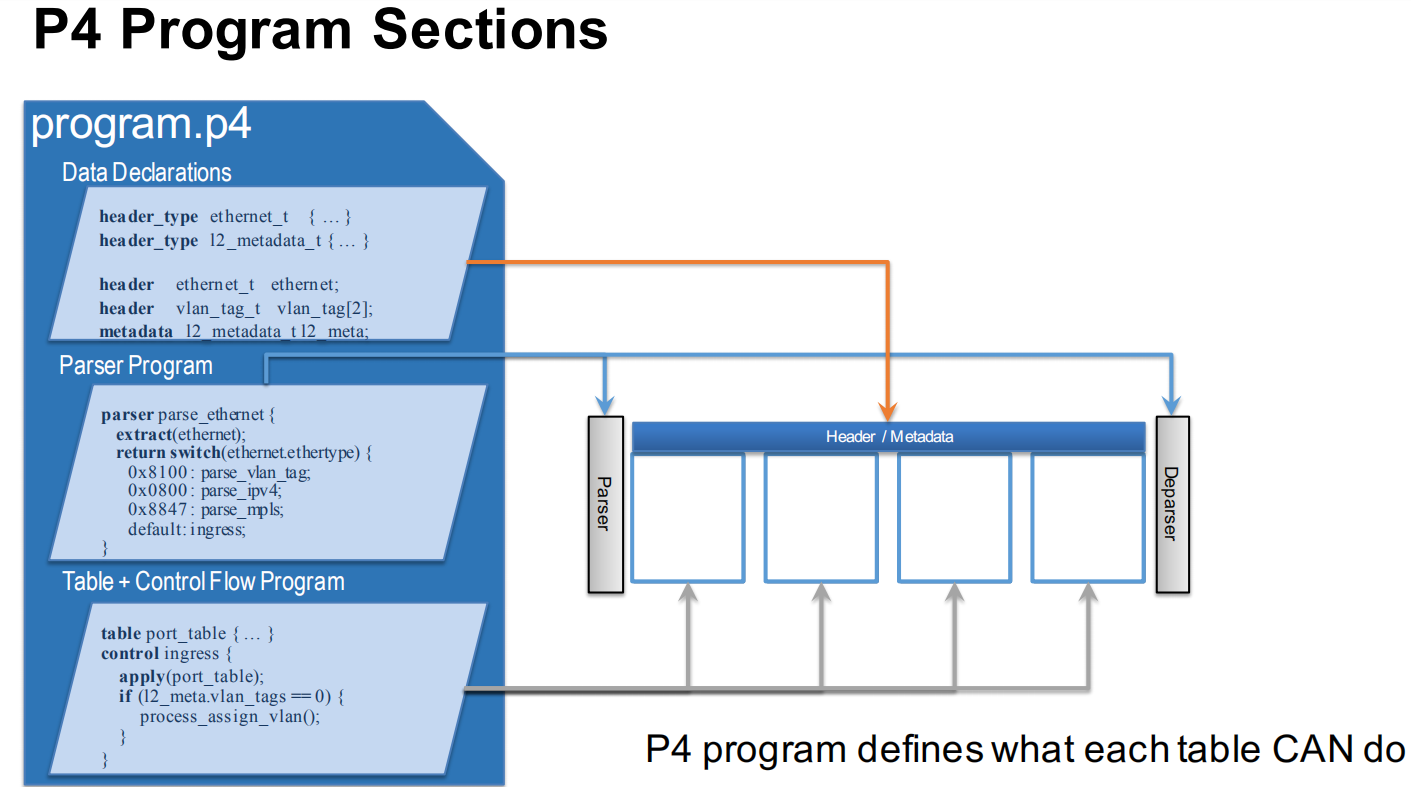 P4 Program Sections
program.p4
Data Declarations
header_type ethernet_t { … }
header_type l2_metadata_t { … }
header ethernet_t ethernet;
header vlan_tag_t vlan_tag[2];
metadata l2_metadata_t l2_meta;
Parser Program
parser parse_ethernet {
extract(ethernet);
return switch(ethernet.ethertype) {
0x8100 : parse_vlan_tag;
0x0800 : parse_ipv4;
0x8847 : parse_mpls;
default: ingress;
}
Table + Control Flow Program
table port_table { … }
control ingress {
apply(port_table);
if (l2_meta.vlan_tags == 0) {
process_assign_vlan();
}
}
Header / Metadata
Parser
Deparser
P4 program defines what each table CAN do